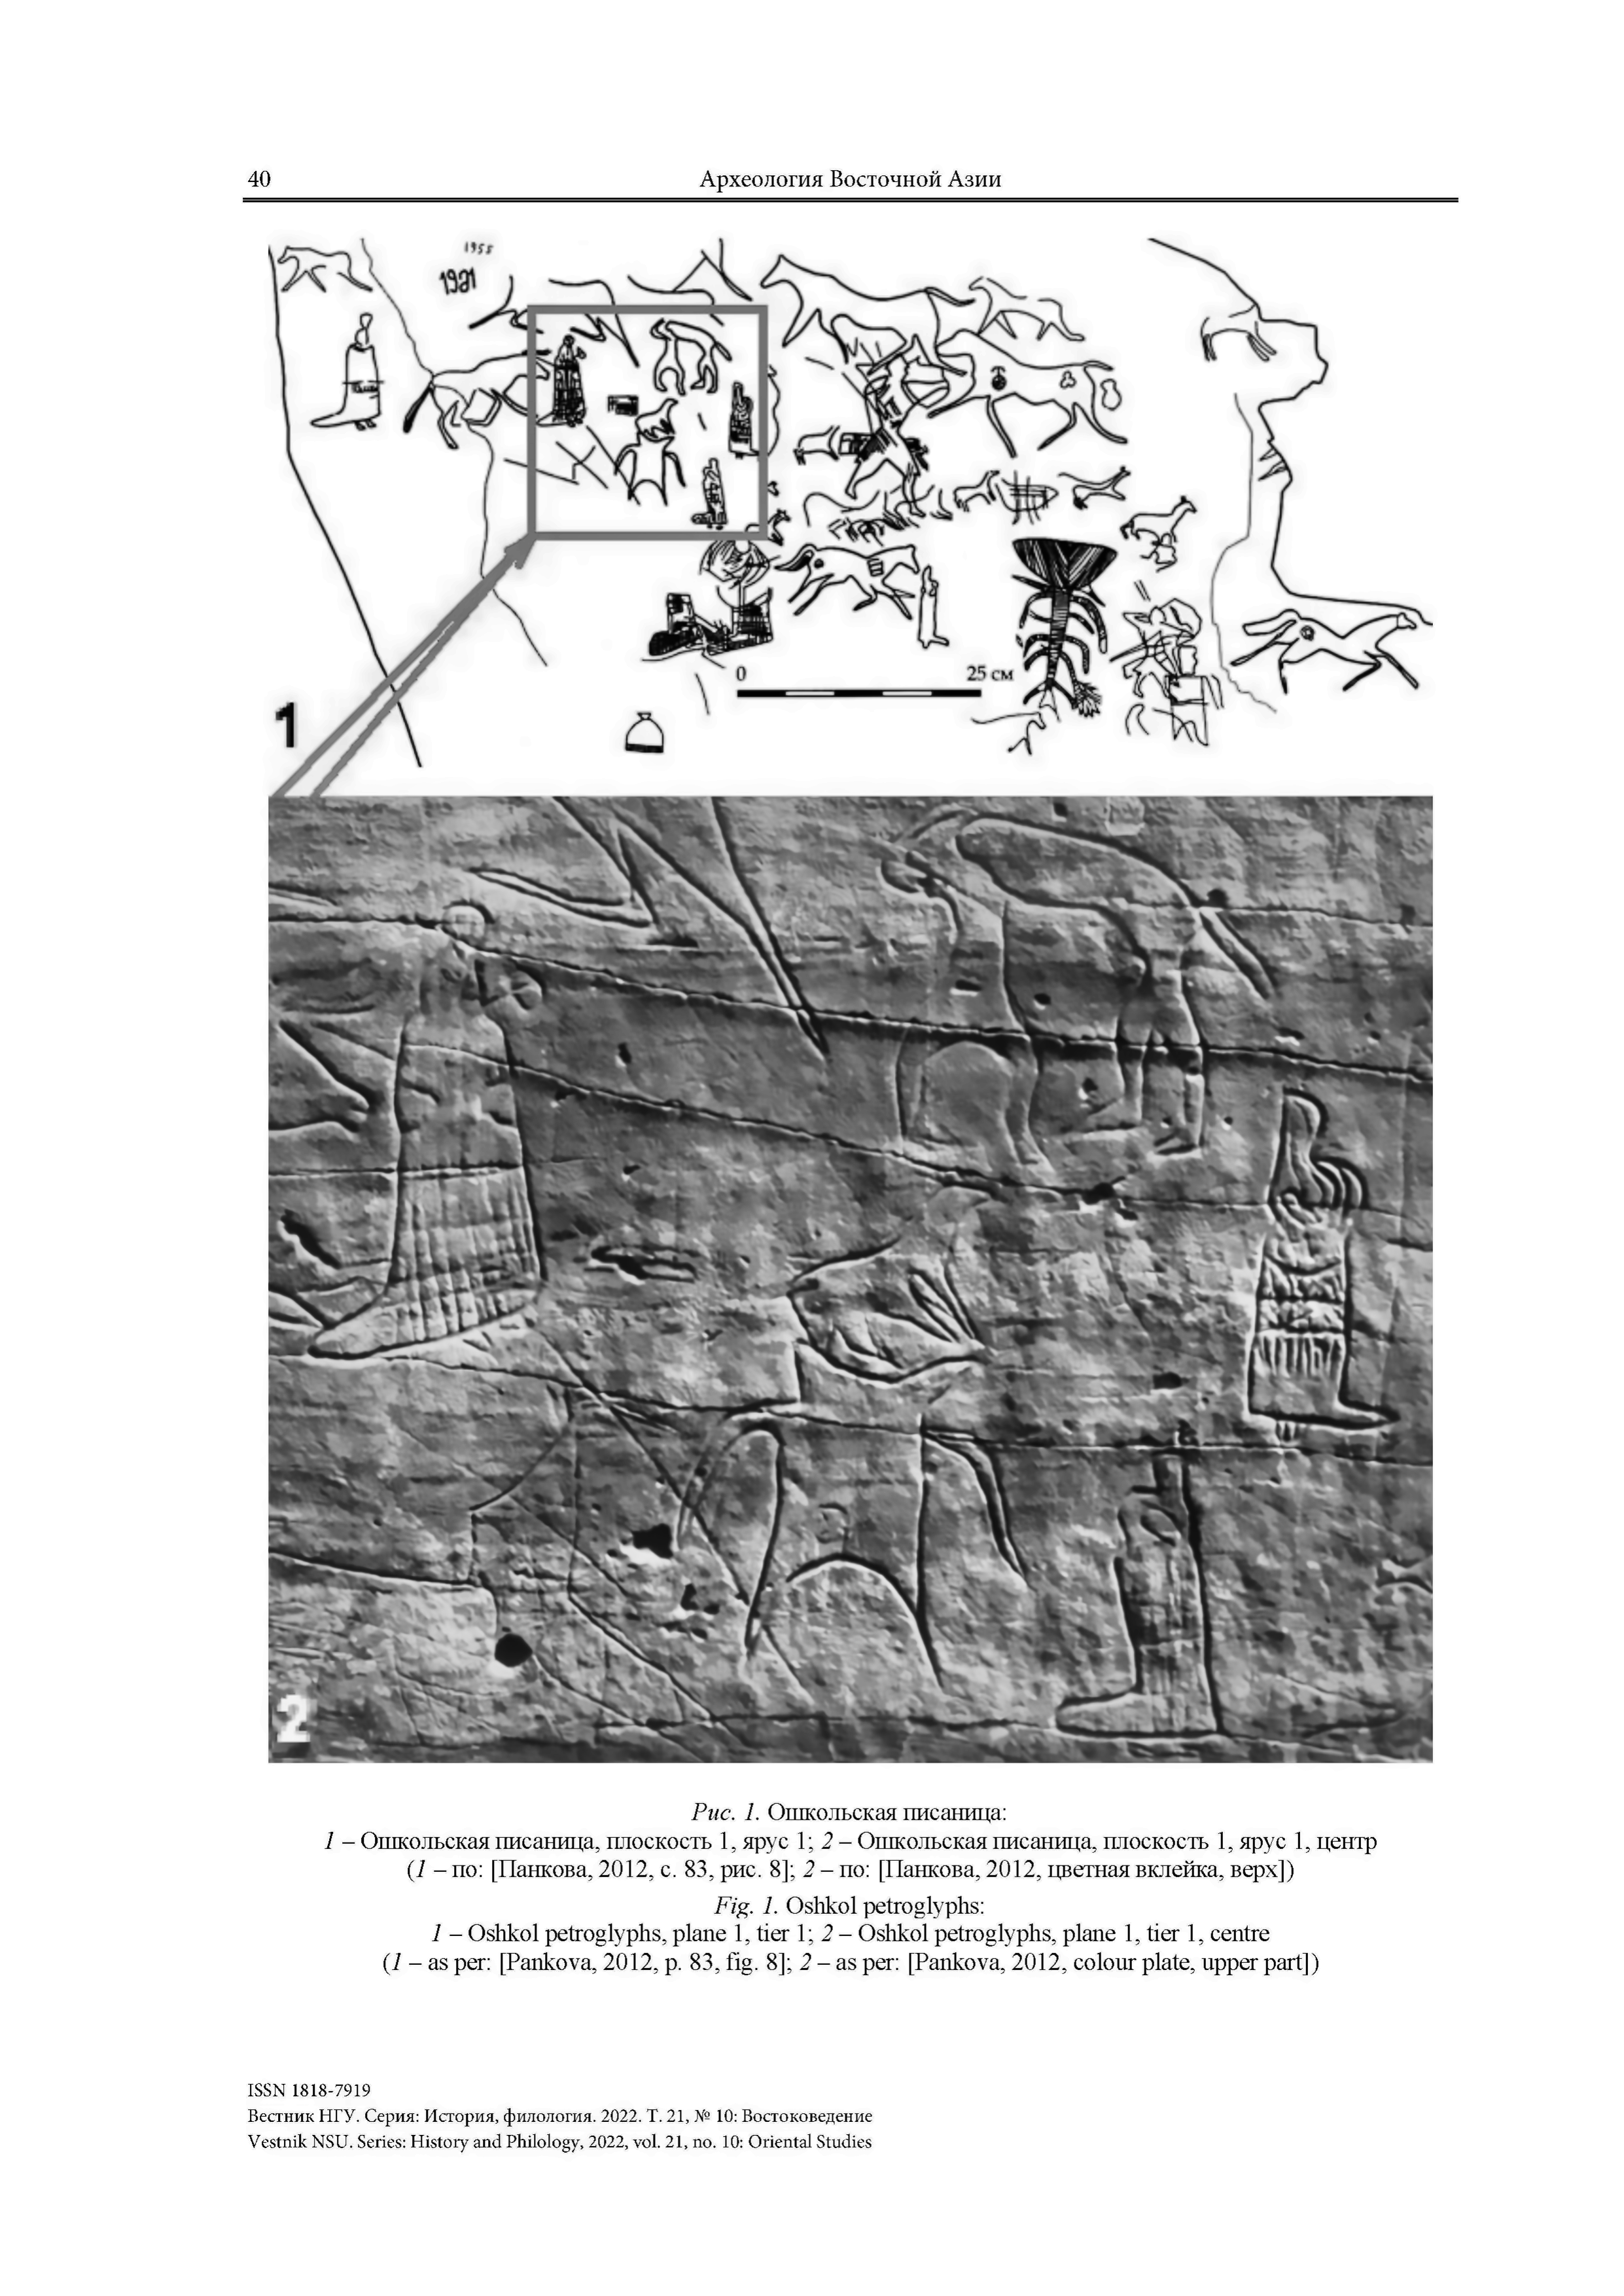 40
Археология Восточной Азии
1955
1921
0
25 см
1
2
Рис. 1. Ошкольская писаница:
1 – Ошкольская писаница, плоскость 1, ярус 1; 2 – Ошкольская писаница, плоскость 1, ярус 1, центр
(1 – по: [Панкова, 2012, с. 83, рис. 8]; 2 – по: [Панкова, 2012, цветная вклейка, верх])
Fig. 1. Oshkol petroglyphs:
1 – Oshkol petroglyphs, plane 1, tier 1; 2 – Oshkol petroglyphs, plane 1, tier 1, centre
(1 – as per: [Pankova, 2012, p. 83, fig. 8]; 2 – as per: [Pankova, 2012, colour plate, upper part])
ISSN 1818-7919
Вестник НГУ. Серия: История, филология. 2022. Т. 21, № 10: Востоковедение
Vestnik NSU. Series: History and Philology, 2022, vol. 21, no. 10: Oriental Studies